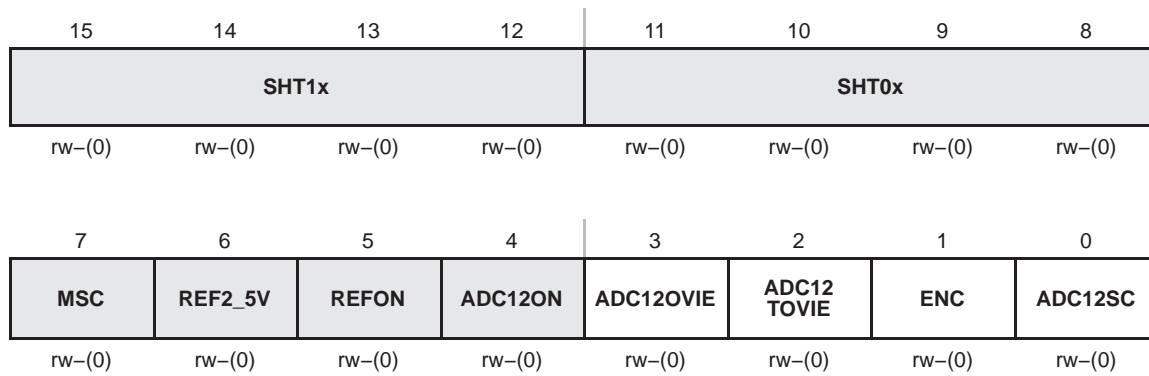 15 14 13 12 11 10 9 8
SHT1x SHT0x
rw−(0) rw−(0) rw−(0) rw−(0) rw−(0) rw−(0) rw−(0) rw−(0)
7 6 5 4 3 2 1 0
MSC REF2_5V REFON ADC12ON ADC12OVIE ADC12 TOVIE ENC ADC12SC
rw−(0) rw−(0) rw−(0) rw−(0) rw−(0) rw−(0) rw−(0) rw−(0)